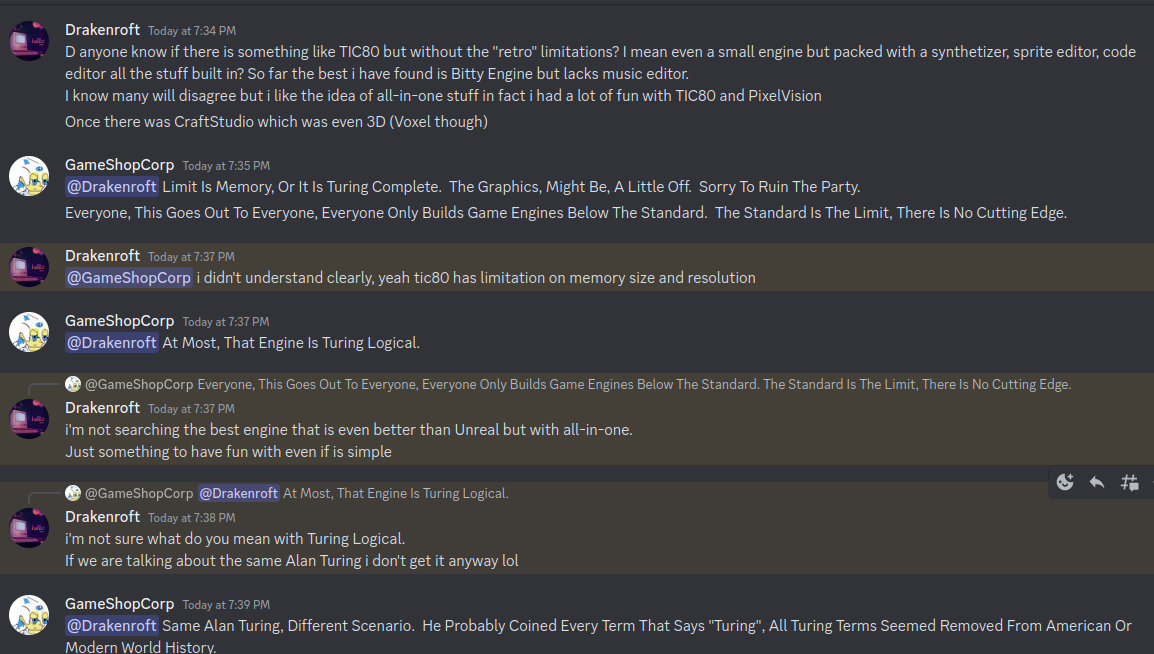 Drakenroft Today at 7:34 PM
D anyone know if there is something like TIC80 but without the "retro" limitations? I mean even a small engine but packed with a synthetizer, sprite editor, code
editor all the stuff built in? So far the best i have found is Bitty Engine but lacks music editor.
I know many will disagree but i like the idea of all-in-one stuff in fact i had a lot of fun with TIC80 and PixelVision
Once there was CraftStudio which was even 3D (Voxel though)
GameShopCorp Today at 7:35 PM
@Drakenroft Limit Is Memory, Or It Is Turing Complete. The Graphics, Might Be, A Little Off. Sorry To Ruin The Party.
Everyone, This Goes Out To Everyone, Everyone Only Builds Game Engines Below The Standard. The Standard Is The Limit, There Is No Cutting Edge.
Drakenroft Today at 7:37 PM
@GameShopCorp i didn't understand clearly, yeah tic80 has limitation on memory size and resolution
GameShopCorp Today at 7:37 PM
@Drakenroft At Most, That Engine Is Turing Logical.
@GameShopCorp Everyone, This Goes Out To Everyone, Everyone Only Builds Game Engines Below The Standard. The Standard Is The Limit, There Is No Cutting Edge.
Drakenroft Today at 7:37 PM
i'm not searching the best engine that is even better than Unreal but with all-in-one.
Just something to have fun with even if is simple
@GameShopCorp @Drakenroft At Most, That Engine Is Turing Logical.
Drakenroft Today at 7:38 PM
i'm not sure what do you mean with Turing Logical.
If we are talking about the same Alan Turing i don't get it anyway lol
GameShopCorp Today at 7:39 PM
@Drakenroft Same Alan Turing, Different Scenario. He Probably Coined Every Term That Says "Turing", All Turing Terms Seemed Removed From American Or
Modern World History.